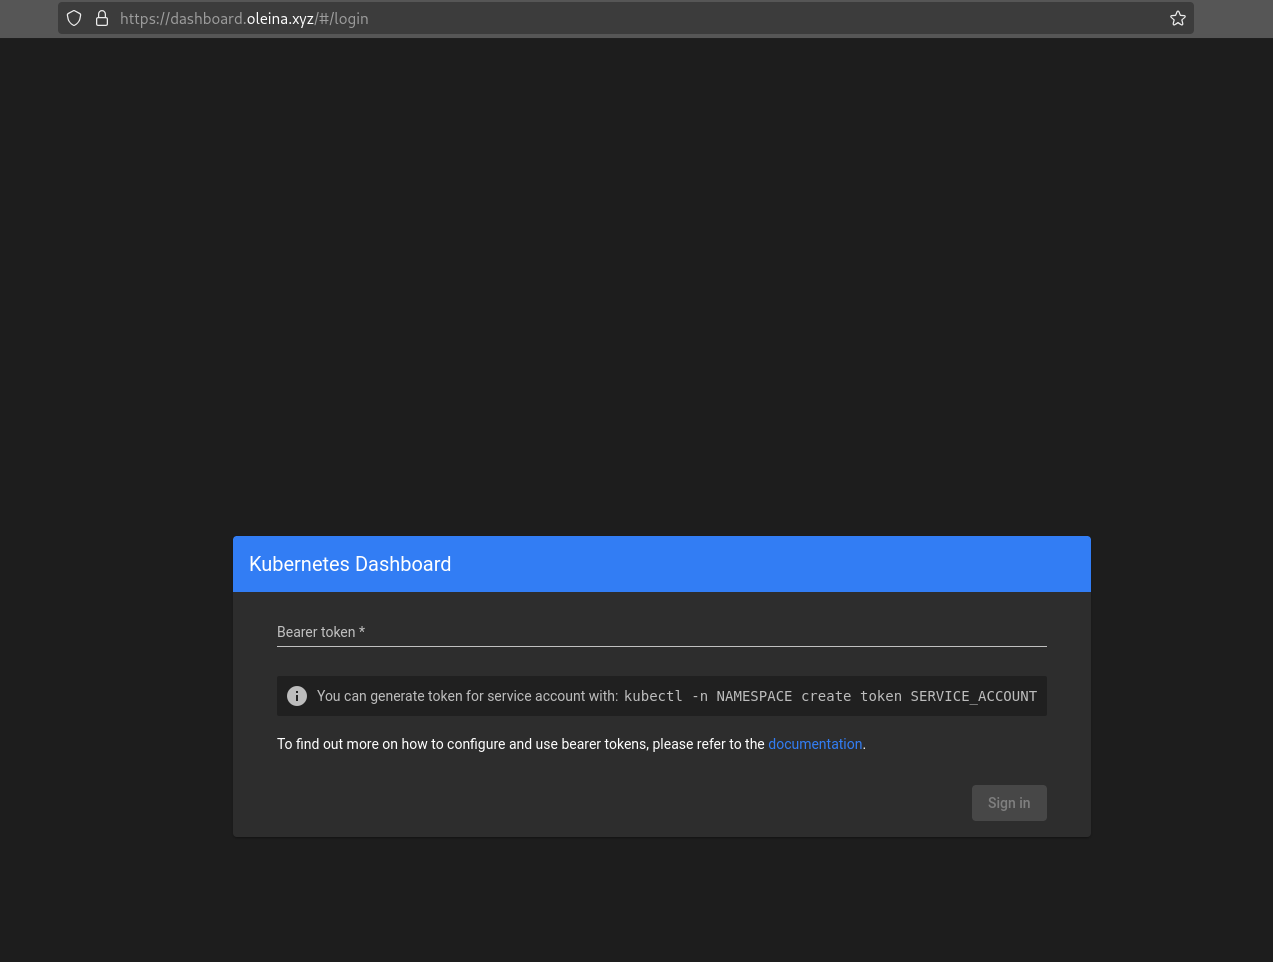 https://dashboard.oleina.xyz/#/login
Kubernetes Dashboard
Bearer token *
You can generate token for service account with: kubectl -n NAMESPACE create token SERVICE_ACCOUNT
To find out more on how to configure and use bearer tokens, please refer to the documentation.
Sign in